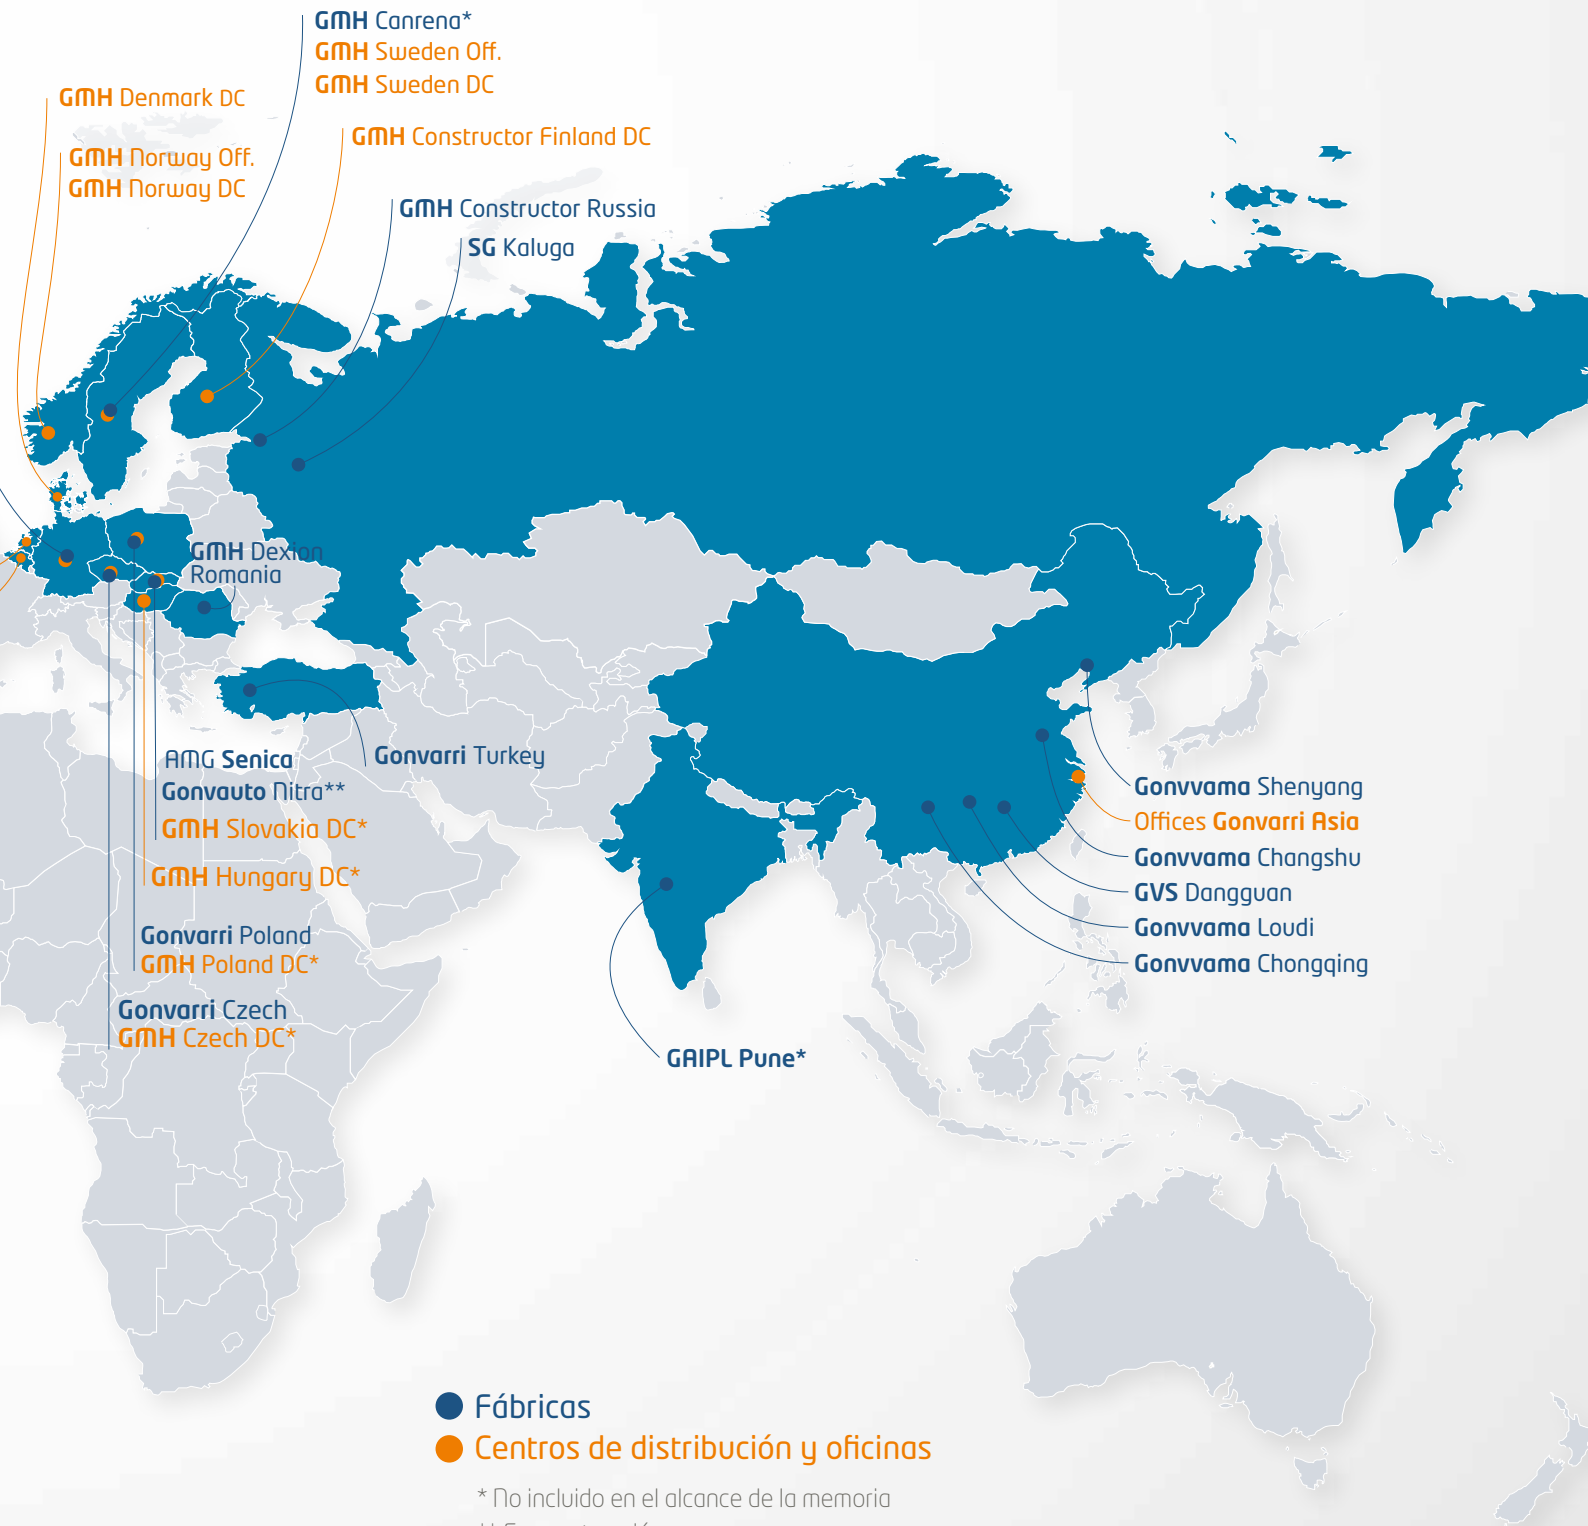 GMH Canrena*
GMH Sweden Off.
GMH Sweden DC
GMH Denmark DC
GMH Constructor Finland DC
GMH Norway Off.
GMH Norway DC
GMH Constructor Russia
SG Kaluga
GMH Dexion
Romania
AMG Senica
Gonvauto Nitra**
GMH Slovakia DC*
Gonvarri Turkey
GMH Hungary DC*
Gonvarri Poland
GMH Poland DC*
Gonvarri Czech
GMH Czech DC*
GAIPL Pune*
Gonvvama Shenyang
Offices Gonvarri Asia
Gonvvama Changshu
GVS Dangguan
Gonvvama Loudi
Gonvvama Chongqing
Fábricas
Centros de distribución y oficinas
* No incluido en el alcance de la memoria